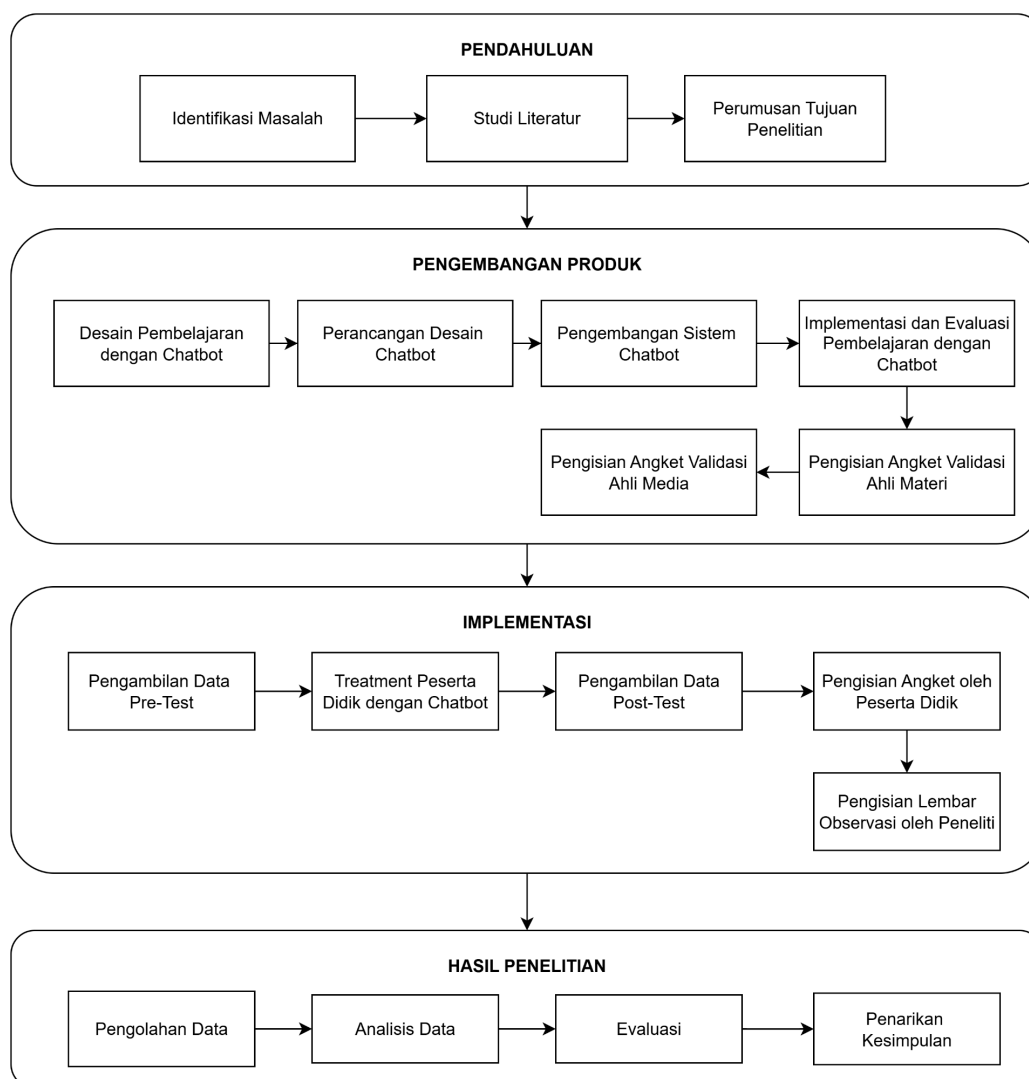 PENDAHULUAN
Identifikasi Masalah
Studi Literatur
Perumusan Tujuan
Penelitian
PENGEMBANGAN PRODUK
Desain Pembelajaran
dengan Chatbot
Perancangan Desain
Chatbot
Pengembangan Sistem
Chatbot
Implementasi dan Evaluasi
Pembelajaran dengan
Chatbot
Pengisian Angket Validasi
Ahli Media
Pengisian Angket Validasi
Ahli Materi
IMPLEMENTASI
Pengambilan Data
Pre-Test
Treatment Peserta
Didik dengan Chatbot
Pengambilan Data
Post-Test
Pengisian Angket oleh
Peserta Didik
Pengisian Lembar
Observasi oleh Peneliti
HASIL PENELITIAN
Pengolahan Data
Analisis Data
Evaluasi
Penarikan
Kesimpulan